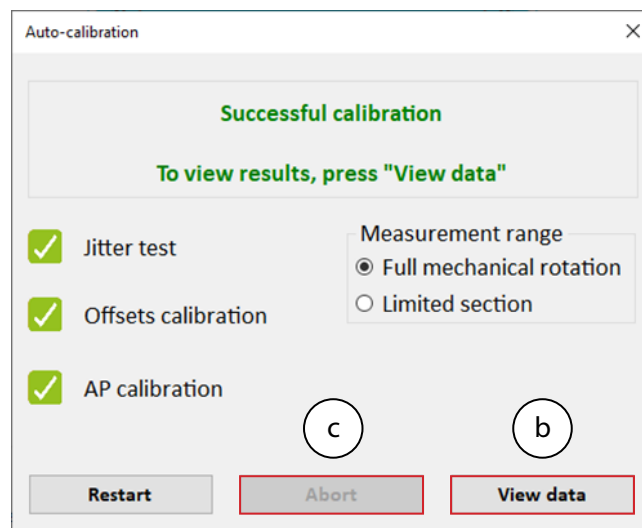 Auto-calibration
Successful calibration
To view results, press "View data"
Jitter test
Offsets calibration
AP calibration
Measurement range
Full mechanical rotation
Limited section
c
b
Restart
Abort
View data